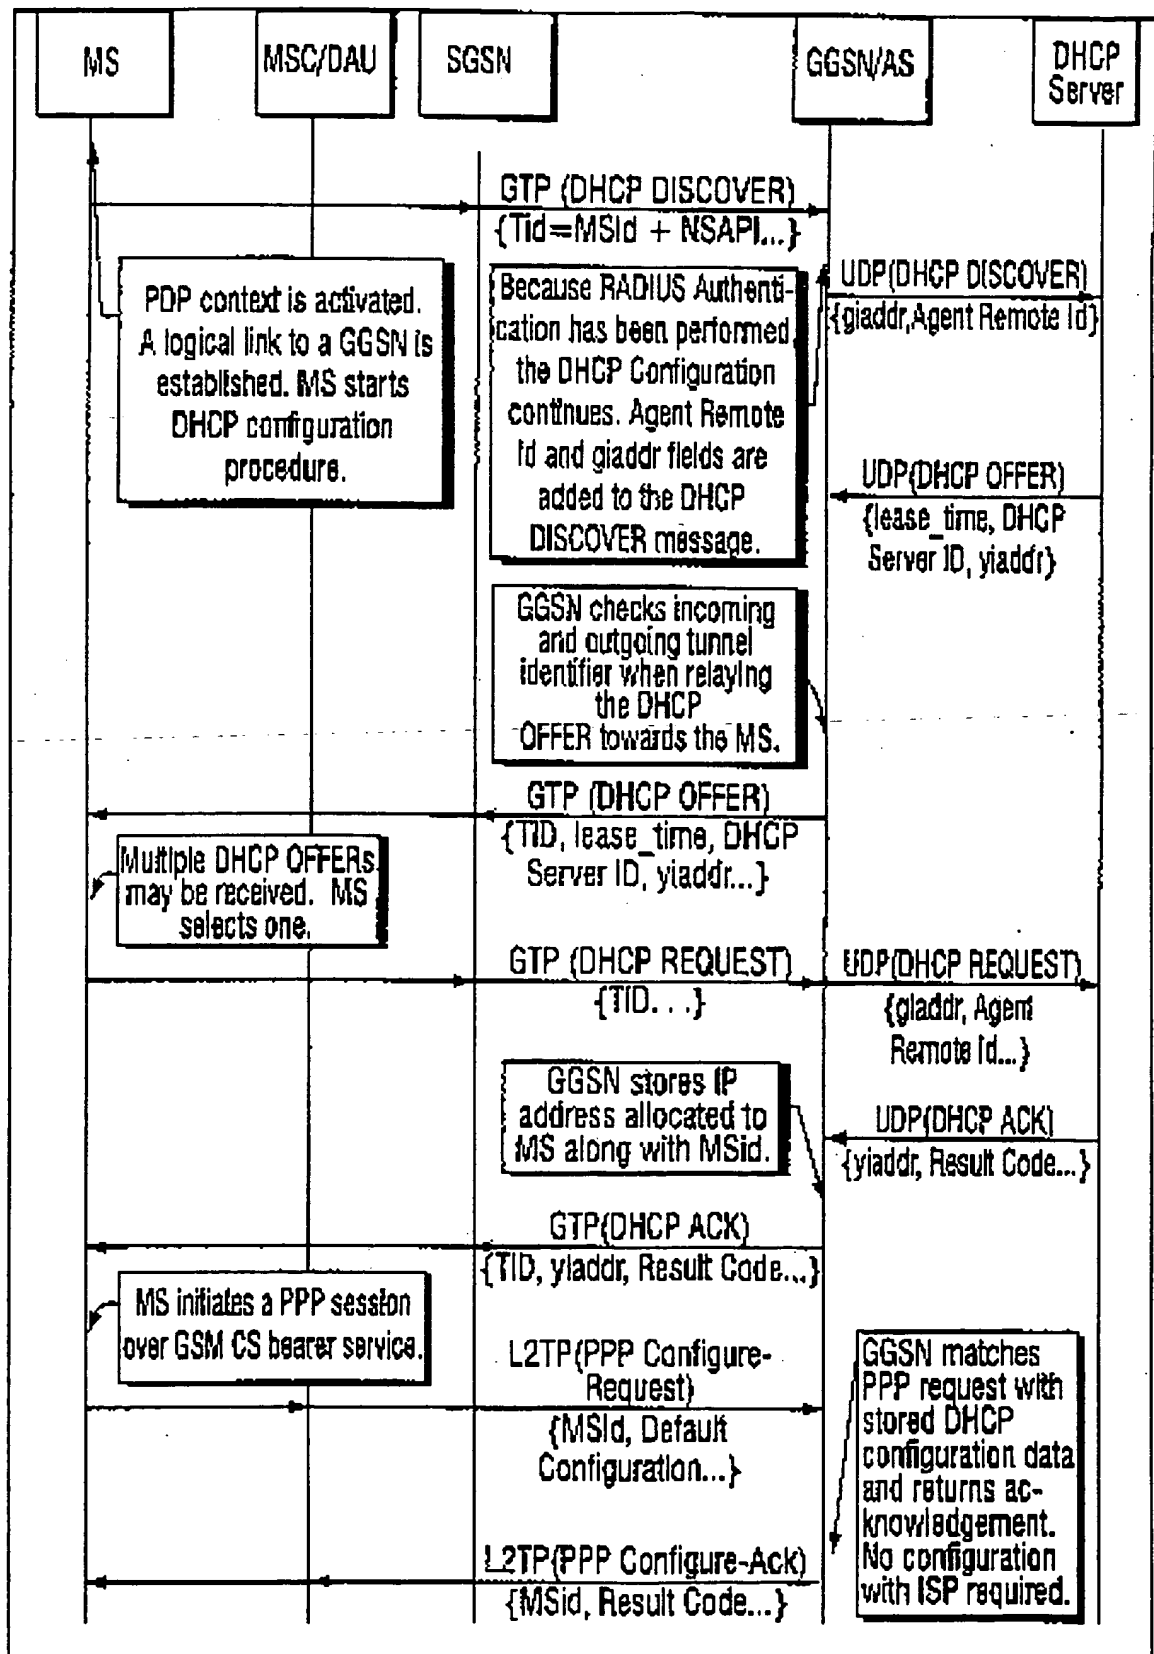 MS
MSC/DAU
SGSN
GGSN/AS
DHCP
Server
GTP (DHCP DISCOVER)
{Tid=MSId + NSAPI...}
PDP context is activated.
A logical link to a GGSN is
established. MS starts
DHCP configuration
procedure.
Because RADIUS Authenti-
cation has been performed
the DHCP Configuration
continues. Agent Remote
Id and giaddr fields are
added to the DHCP
DISCOVER message.
UDP(DHCP DISCOVER)
{giaddr,Agent Remote Id}
UDP(DHCP OFFER)
{lease_time, DHCP
Server ID, yiaddr}
GGSN checks incoming
and outgoing tunnel
identifier when relaying
the DHCP
OFFER towards the MS.
GTP (DHCP OFFER)
{TID, lease_time, DHCP
Server ID, yiaddr...}
Multiple DHCP OFFERs
may be received. MS
selects one.
GTP (DHCP REQUEST)
{TID. . .}
UDP(DHCP REQUEST)
{giaddr, Agent
Remote Id...}
GGSN stores IP
address allocated to
MS along with MSid.
UDP(DHCP ACK)
{yiaddr, Result Code...}
GTP(DHCP ACK)
{TID, yiaddr, Result Code...}
MS initiates a PPP session
over GSM CS bearer service.
L2TP(PPP Configure-
Request)
{MSId, Default
Configuration...}
GGSN matches
PPP request with
stored DHCP
configuration data
and returns ac-
knowledgement.
No configuration
with ISP required.
L2TP(PPP Configure-Ack)
{MSid, Result Code...}